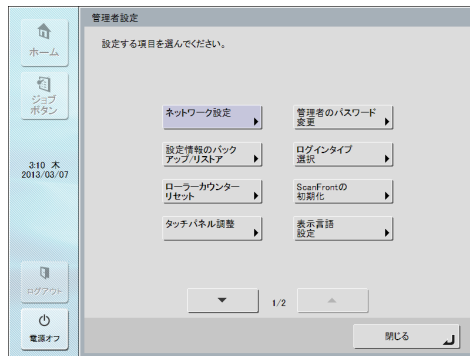 管理者設定
設定する項目を選んでください。
ホーム
ジョブ
ボタン
3:10 木
2013/03/07
ログアウト
電源オフ
ネットワーク設定
管理者のパスワード
変更
設定情報のバック
アップ/リストア
ログインタイプ
選択
ローラーカウンター
リセット
ScanFrontの
初期化
タッチパネル調整
表示言語
設定
1/2
閉じる